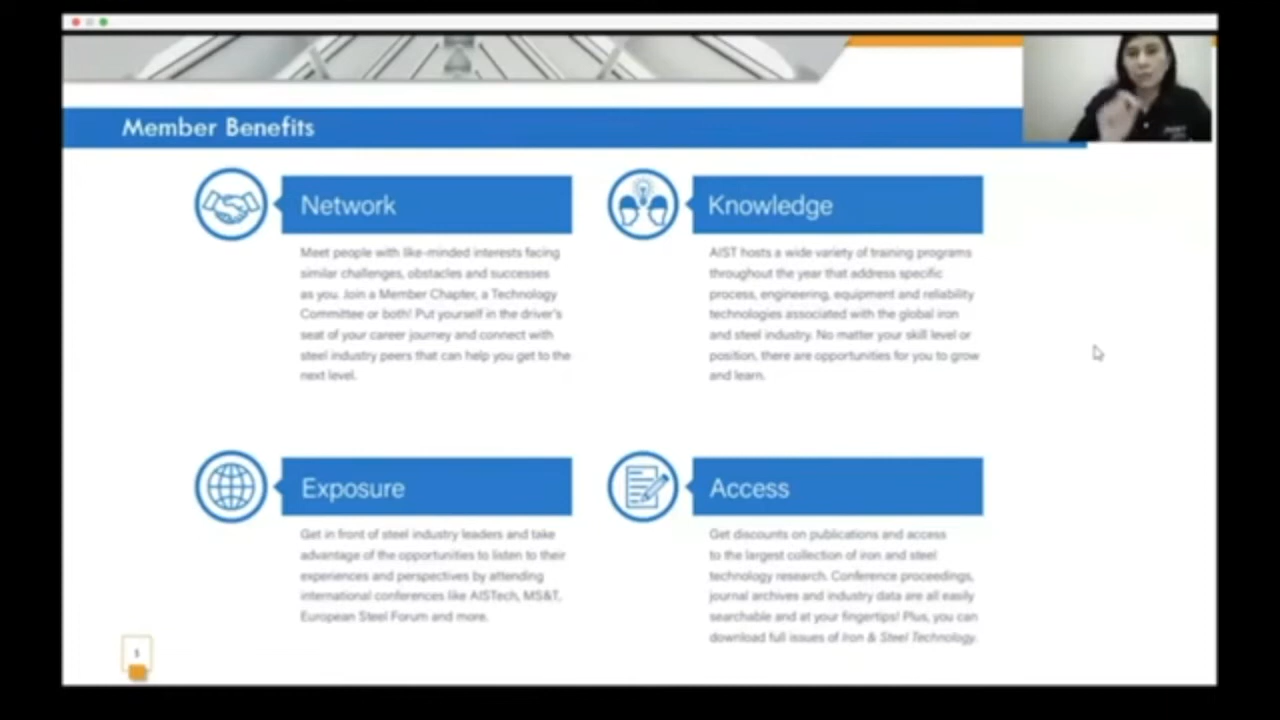 Member Benefits
Network
Meet people with like-minded interests facing
similar challenges, obstacles and successes
as you. Join a Member Chapter, a Technology
Committee or both! Put yourself in the driver's
seat of your career journey and connect with
steel industry peers that can help you get to the
next level.
Knowledge
AIST hosts a wide variety of training programs
throughout the year that address specific
process, engineering, equipment and reliability
technologies associated with the global iron
and steel industry. No matter your skill level or
position, there are opportunities for you to grow
and learn.
Exposure
Get in front of steel industry leaders and take
advantage of the opportunities to listen to their
experiences and perspectives by attending
international conferences like AISTech, MS&T,
European Steel Forum and more.
Access
Get discounts on publications and access
to the largest collection of iron and steel
technology research. Conference proceedings,
journal archives and industry data are all easily
searchable and at your fingertips! Plus, you can
download full issues of Iron & Steel Technology.